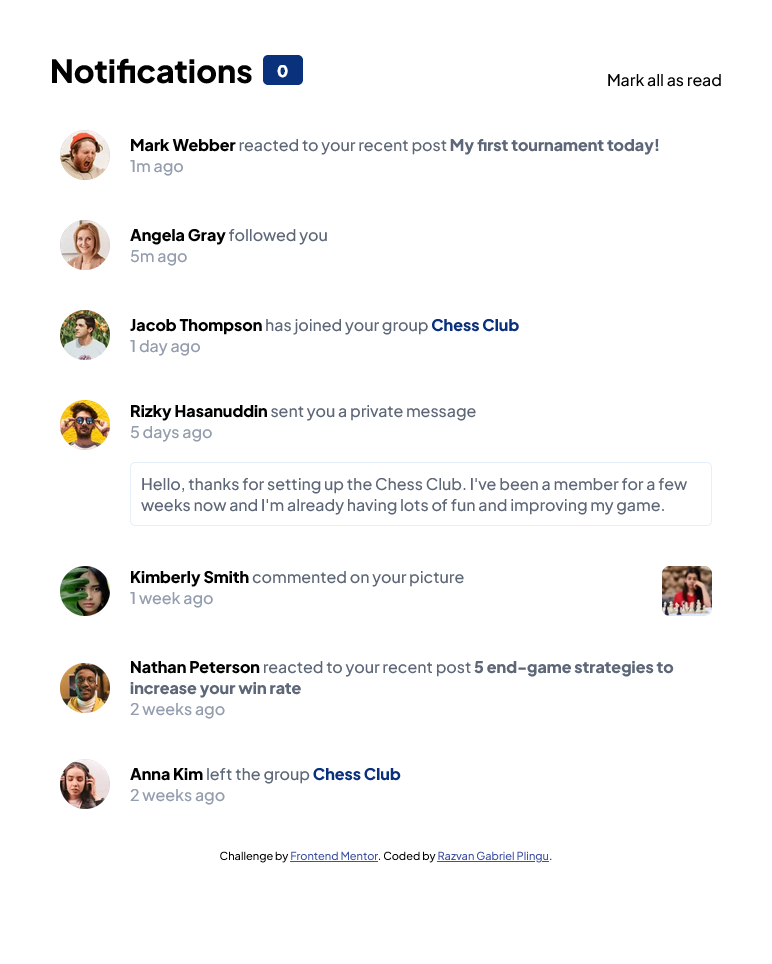 Notifications 0
Mark all as read
Mark Webber reacted to your recent post My first tournament today!
1m ago
Angela Gray followed you
5m ago
Jacob Thompson has joined your group Chess Club
1 day ago
Rizky Hasanuddin sent you a private message
5 days ago
Hello, thanks for setting up the Chess Club. I've been a member for a few
weeks now and I'm already having lots of fun and improving my game.
Kimberly Smith commented on your picture
1 week ago
Nathan Peterson reacted to your recent post 5 end-game strategies to
increase your win rate
2 weeks ago
Anna Kim left the group Chess Club
2 weeks ago
Challenge by Frontend Mentor. Coded by Razvan Gabriel Plingu.